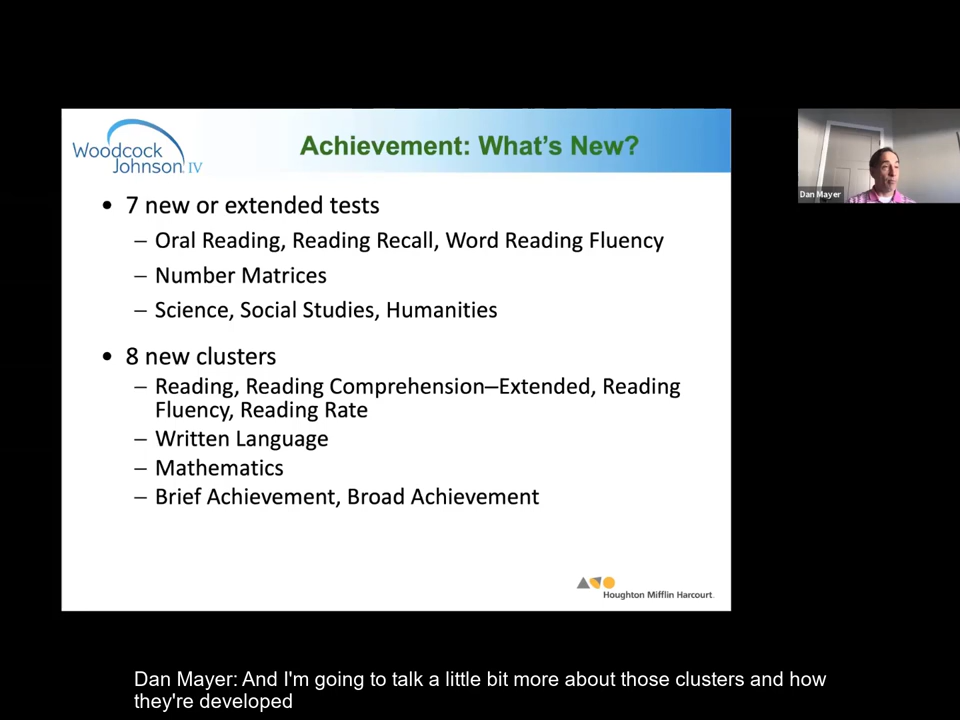 Woodcock
Johnson IV
Achievement: What's New?
• 7 new or extended tests
– Oral Reading, Reading Recall, Word Reading Fluency
– Number Matrices
– Science, Social Studies, Humanities
• 8 new clusters
– Reading, Reading Comprehension–Extended, Reading
Fluency, Reading Rate
– Written Language
– Mathematics
– Brief Achievement, Broad Achievement
Houghton Mifflin Harcourt
Dan Mayer
Dan Mayer: And I'm going to talk a little bit more about those clusters and how
they're developed